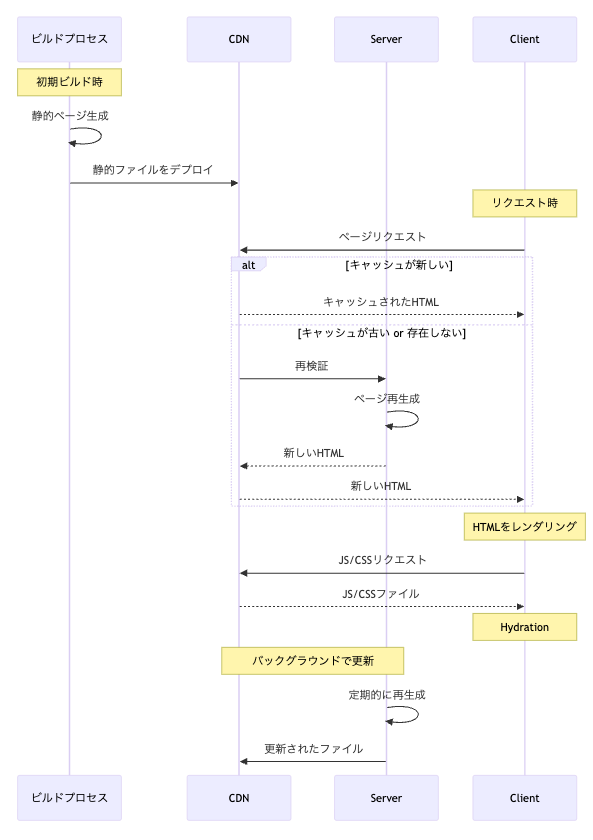 ビルドプロセス
CDN
Server
Client
初期ビルド時
静的ページ生成
静的ファイルをデプロイ
リクエスト時
ページリクエスト
alt
[キャッシュが新しい]
キャッシュされたHTML
[キャッシュが古い or 存在しない]
再検証
ページ再生成
新しいHTML
新しいHTML
HTMLをレンダリング
JS/CSSリクエスト
JS/CSSファイル
Hydration
バックグラウンドで更新
定期的に再生成
更新されたファイル
ビルドプロセス
CDN
Server
Client